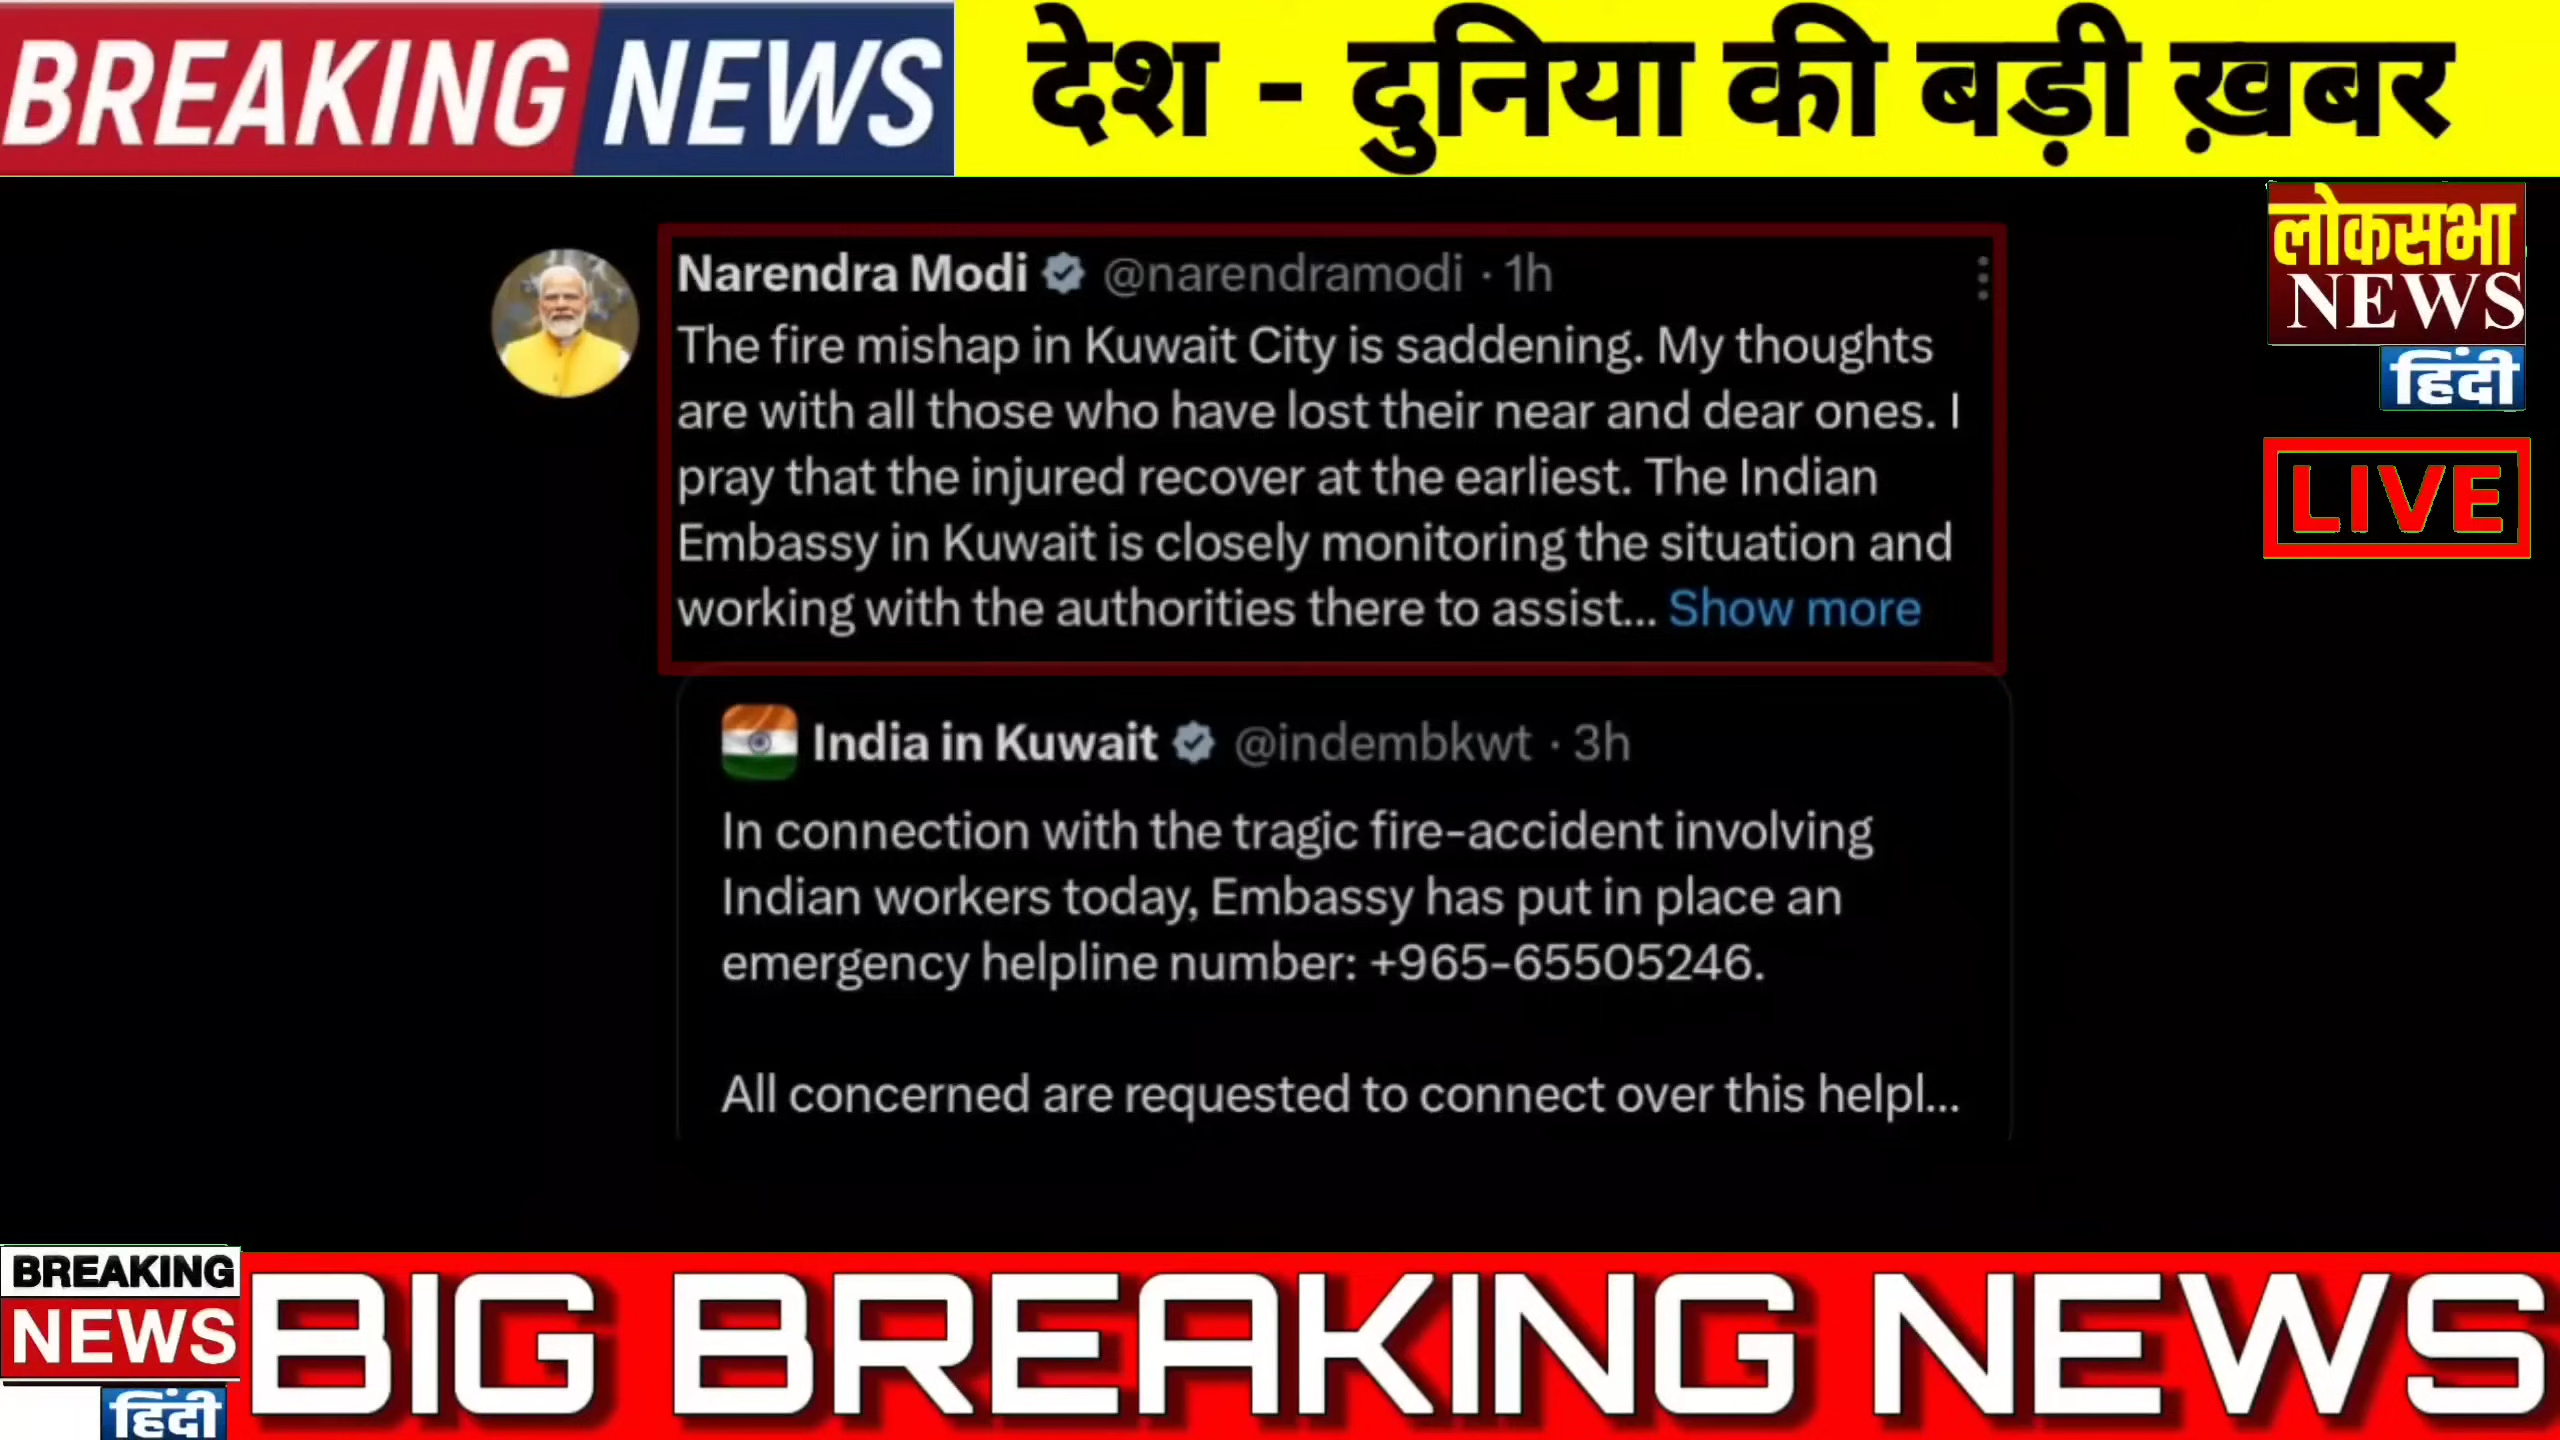 BREAKING NEWS
देश - दुनिया की बड़ी ख़बर
लोकसभा
NEWS
हिंदी
LIVE
Narendra Modi @narendramodi · 1h
The fire mishap in Kuwait City is saddening. My thoughts
are with all those who have lost their near and dear ones. I
pray that the injured recover at the earliest. The Indian
Embassy in Kuwait is closely monitoring the situation and
working with the authorities there to assist... Show more
India in Kuwait @indembkwt · 3h
In connection with the tragic fire-accident involving
Indian workers today, Embassy has put in place an
emergency helpline number: +965-65505246.
All concerned are requested to connect over this helpl...
BREAKING
NEWS
हिंदी
BIG BREAKING NEWS